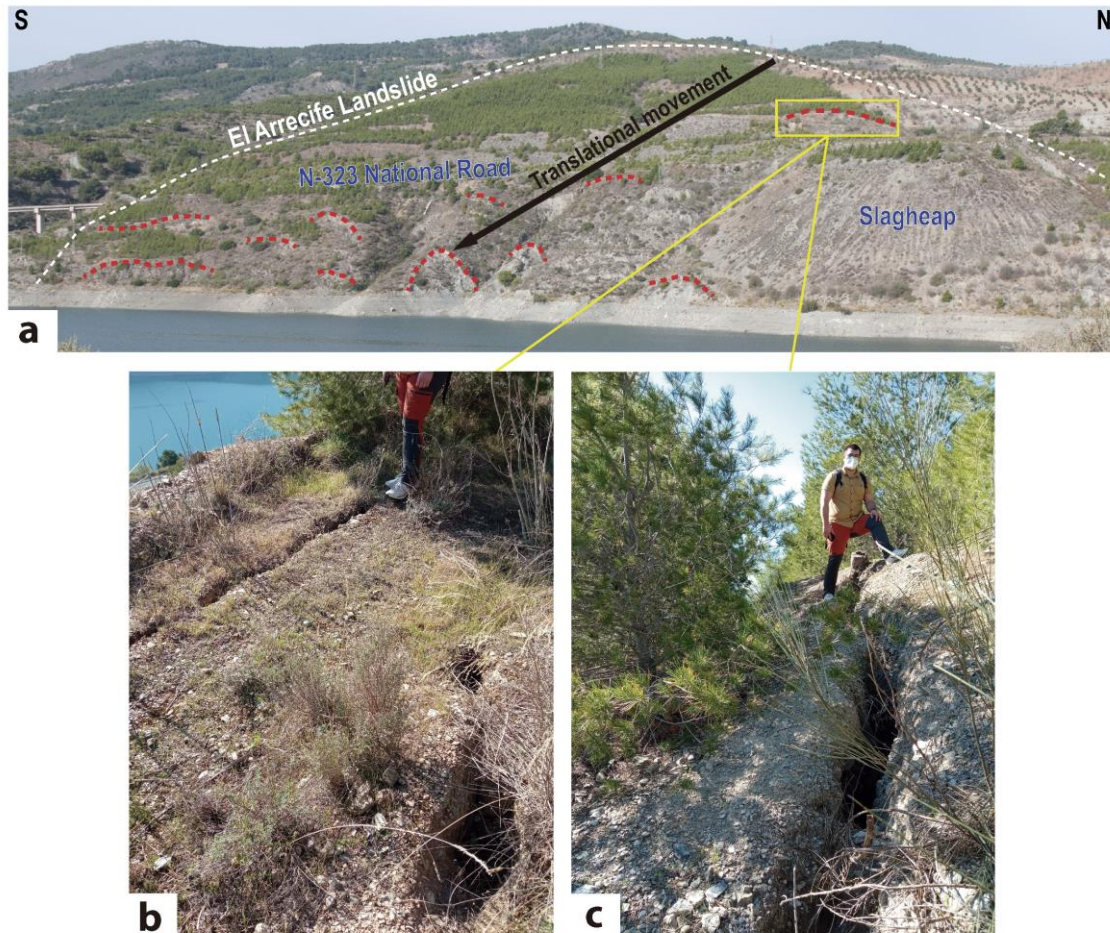 S
N
El Arrecife Landslide
N-323 National Road
Translational movement
Slagheap
a
b
c